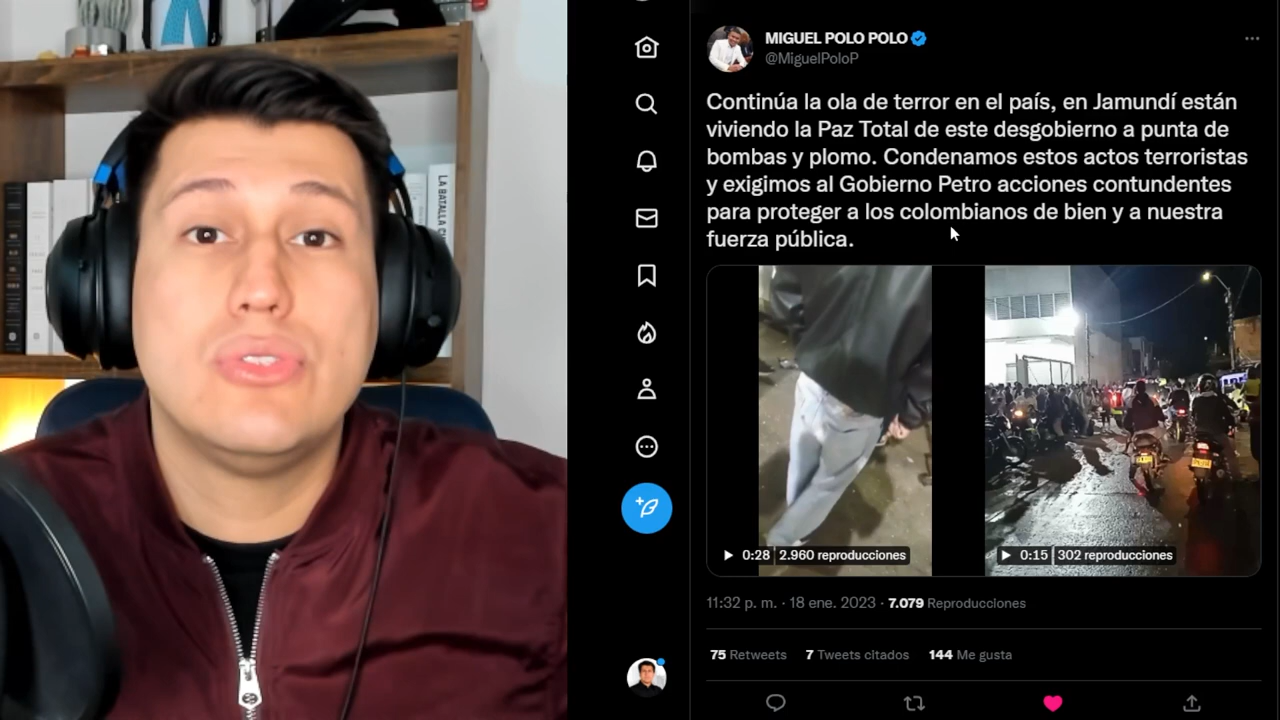 LA BATALLA CU
MIGUEL POLO POLO
@MiguelPoloP
Continúa la ola de terror en el país, en Jamundí están
viviendo la Paz Total de este desgobierno a punta de
bombas y plomo. Condenamos estos actos terroristas
y exigimos al Gobierno Petro acciones contundentes
para proteger a los colombianos de bien y a nuestra
fuerza pública.
0:28 2.960 reproducciones
0:15 302 reproducciones
11:32 p. m. · 18 ene. 2023 · 7.079 Reproducciones
75 Retweets 7 Tweets citados 144 Me gusta